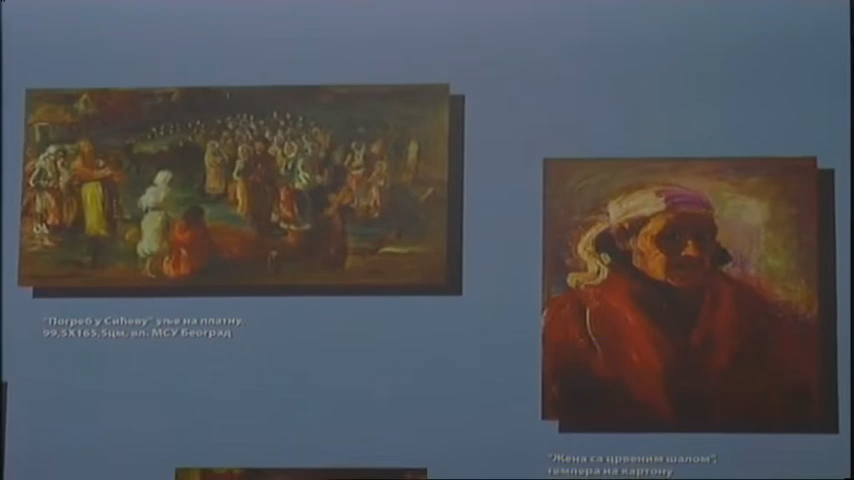 "Погреб у Сићеву" уље на платну,
99,5X165,5цм, вл. МСУ Београд
"Жена са црвеним шалом",
темпера на картону